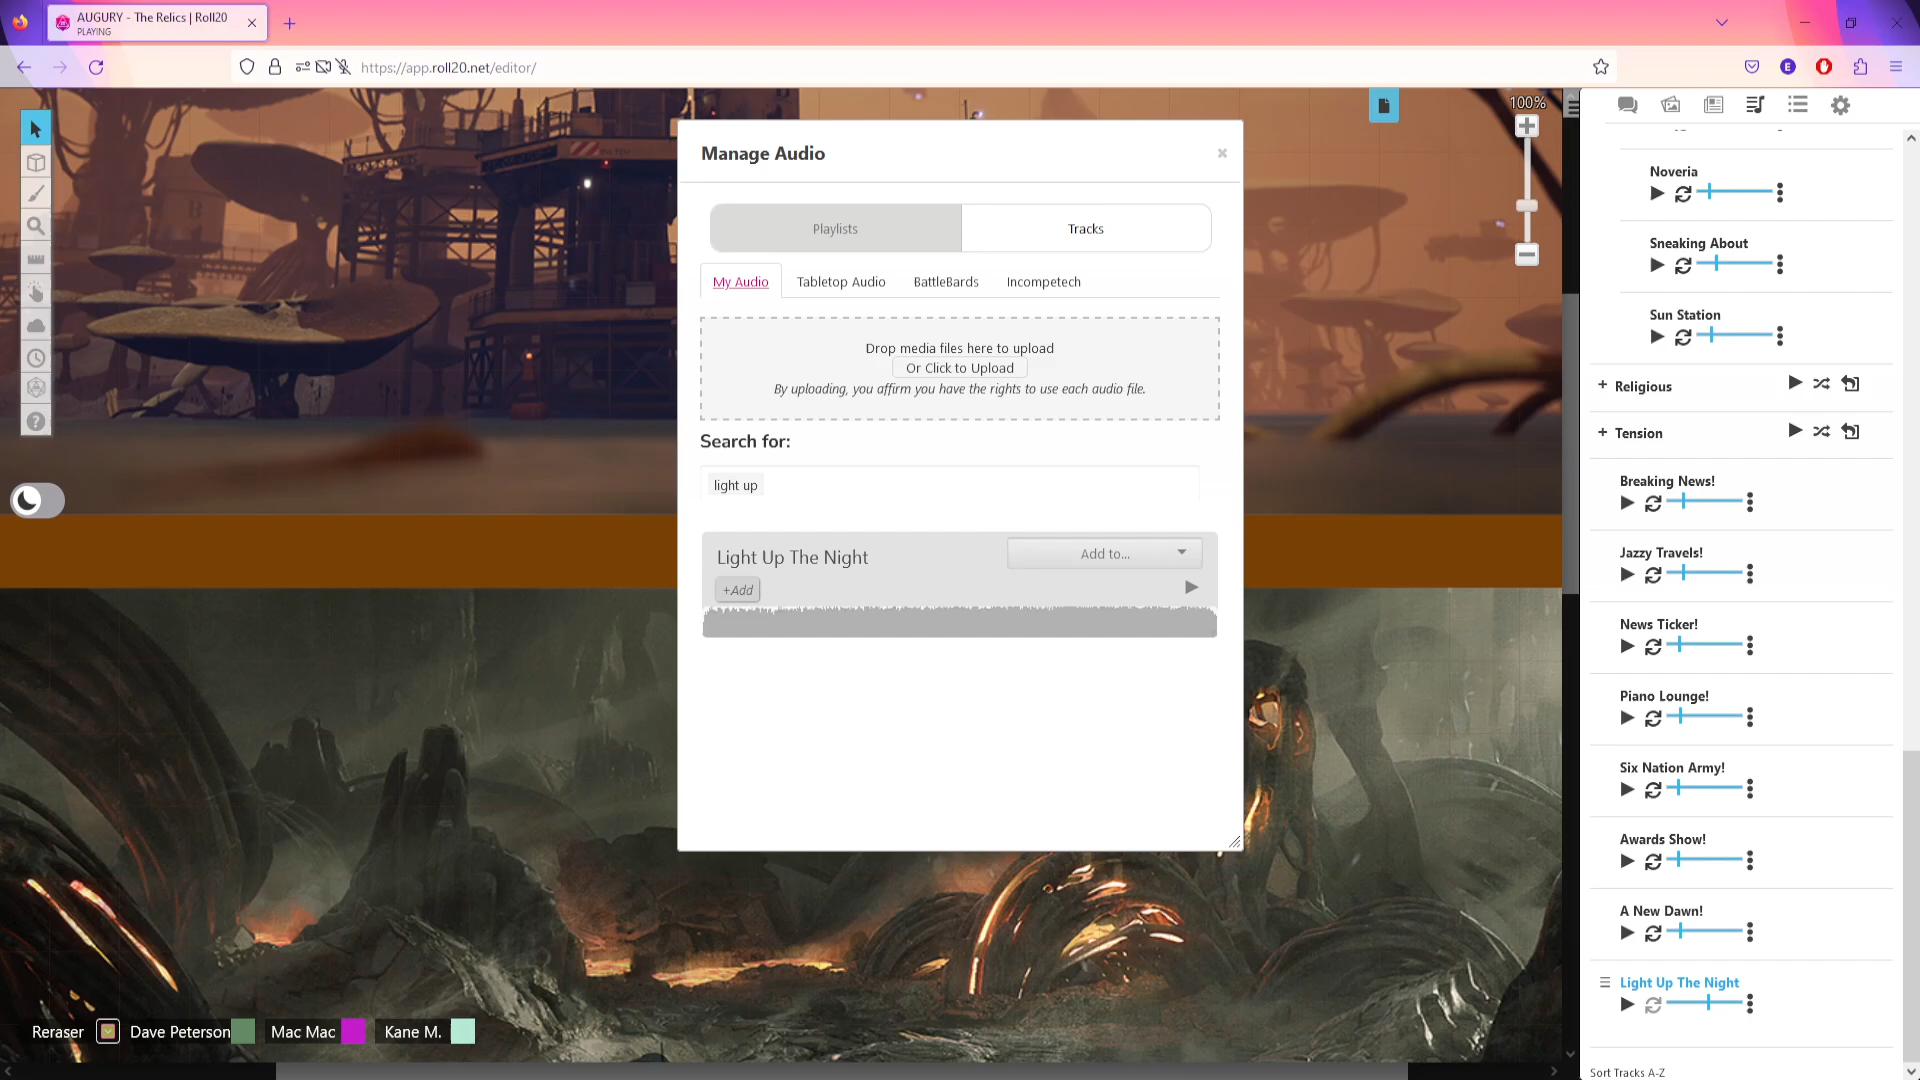 AUGURY - The Relics | Roll20
PLAYING
https://app.roll20.net/editor/
E
100%
Manage Audio
Playlists
Tracks
My Audio
Tabletop Audio
BattleBards
Incompetech
Drop media files here to upload
Or Click to Upload
By uploading, you affirm you have the rights to use each audio file.
Search for:
light up
Light Up The Night
Add to...
+Add
Noveria
Sneaking About
Sun Station
+ Religious
+ Tension
Breaking News!
Jazzy Travels!
News Ticker!
Piano Lounge!
Six Nation Army!
Awards Show!
A New Dawn!
Light Up The Night
Sort Tracks A-Z
Reraser
Dave Peterson
Mac Mac
Kane M.